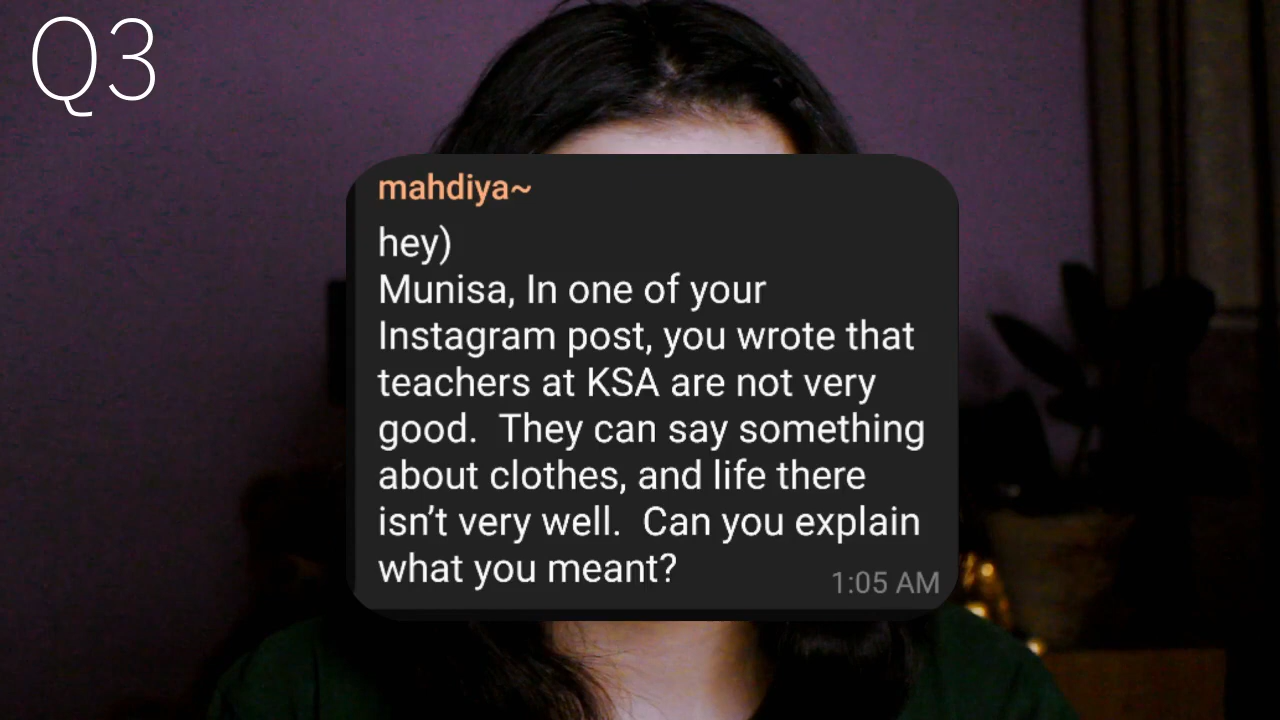 Q3
mahdiya~
hey)
Munisa, In one of your
Instagram post, you wrote that
teachers at KSA are not very
good.  They can say something
about clothes, and life there
isn’t very well.  Can you explain
what you meant?
1:05 AM